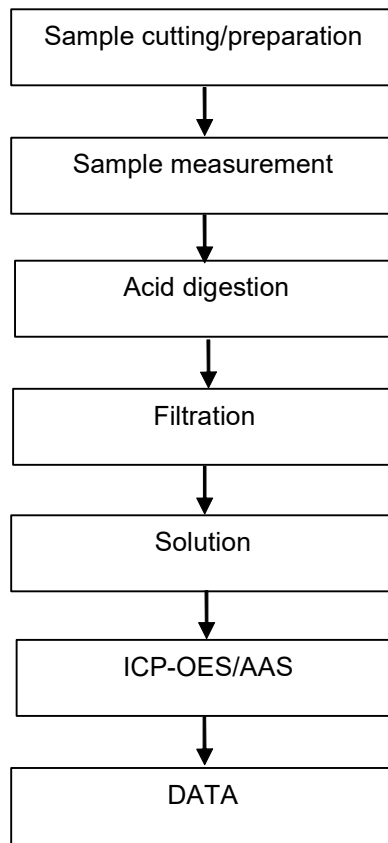 Sample cutting/preparation
Sample measurement
Acid digestion
Filtration
Solution
ICP-OES/AAS
DATA